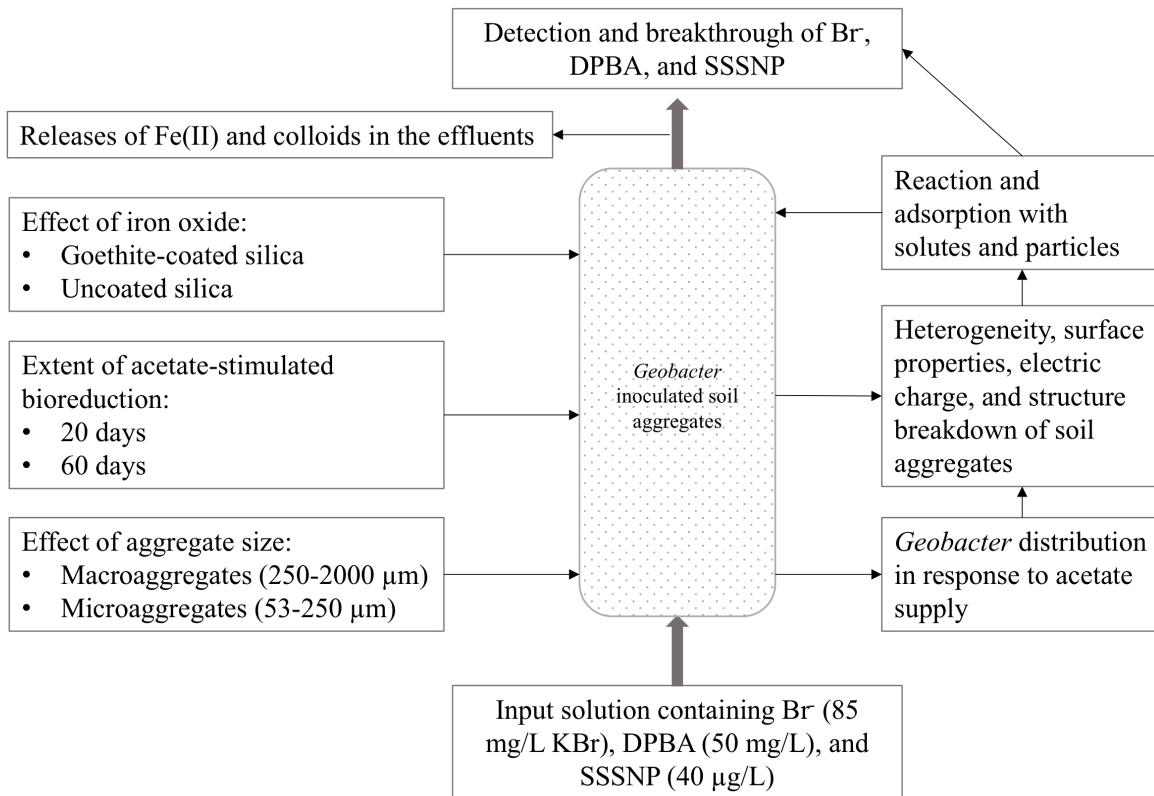 Detection and breakthrough of Br⁻,
DPBA, and SSSNP
Releases of Fe(II) and colloids in the effluents
Effect of iron oxide:
• Goethite-coated silica
• Uncoated silica
Extent of acetate-stimulated
bioreduction:
• 20 days
• 60 days
Effect of aggregate size:
• Macroaggregates (250-2000 µm)
• Microaggregates (53-250 µm)
Geobacter
inoculated soil
aggregates
Reaction and
adsorption with
solutes and particles
Heterogeneity, surface
properties, electric
charge, and structure
breakdown of soil
aggregates
Geobacter distribution
in response to acetate
supply
Input solution containing Br⁻ (85
mg/L KBr), DPBA (50 mg/L), and
SSSNP (40 µg/L)